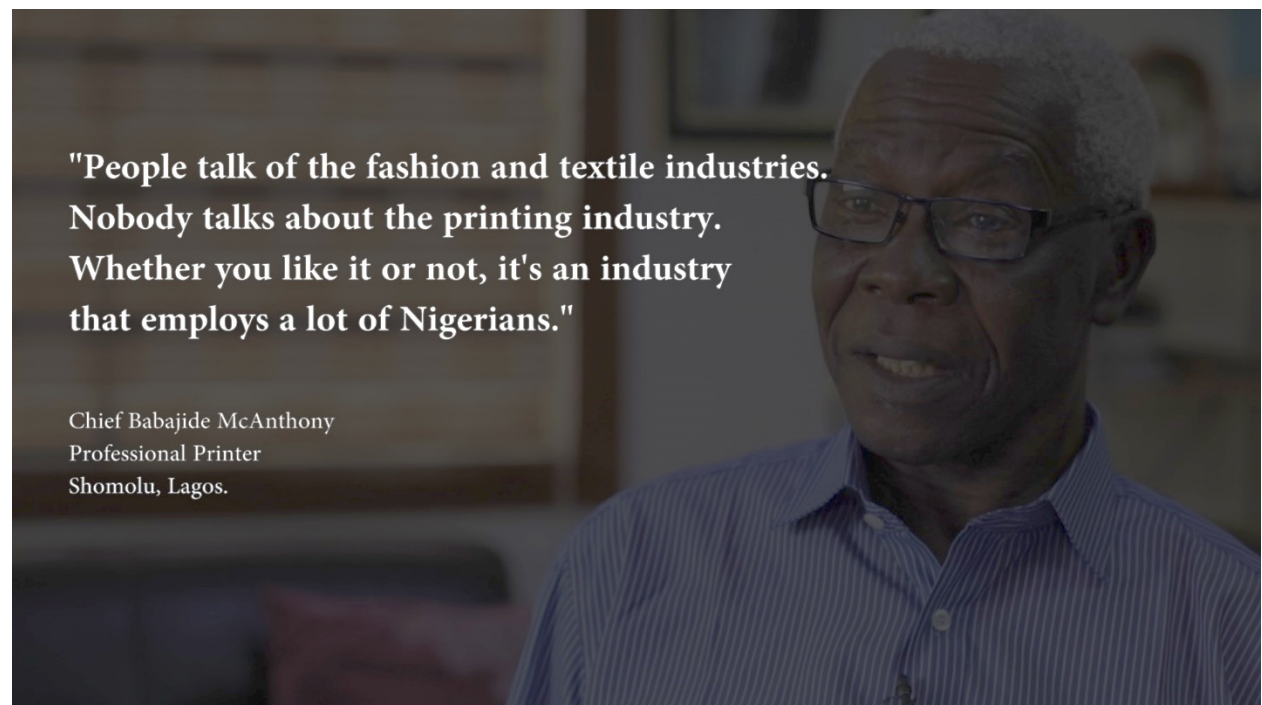 "People talk of the fashion and textile industries.
Nobody talks about the printing industry.
Whether you like it or not, it's an industry
that employs a lot of Nigerians."
Chief Babajide McAnthony
Professional Printer
Shomolu, Lagos.